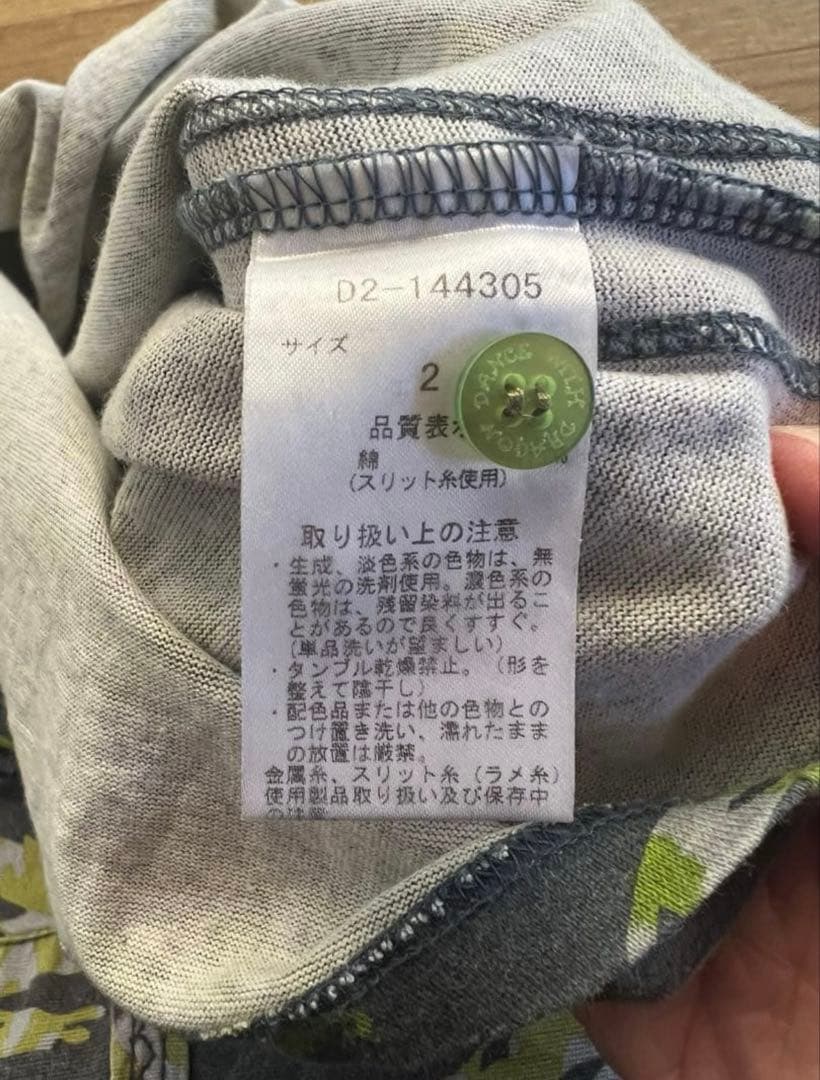 D2-144305
サイズ
2
品質表
綿
(スリット糸使用)
取り扱い上の注意
・生成、淡色系の色物は、無
蛍光の洗剤使用。濃色系の
色物は、残留染料が出るこ
とがあるので良くすすぐ。
(単品洗いが望ましい)
・タンブル乾燥禁止。(形を
整えて陰干し)
・配色品または他の色物との
つけ置き洗い、濡れたまま
の放置は厳禁。
金属糸、スリット糸(ラメ糸)
使用製品取り扱い及び保存中
DANCE